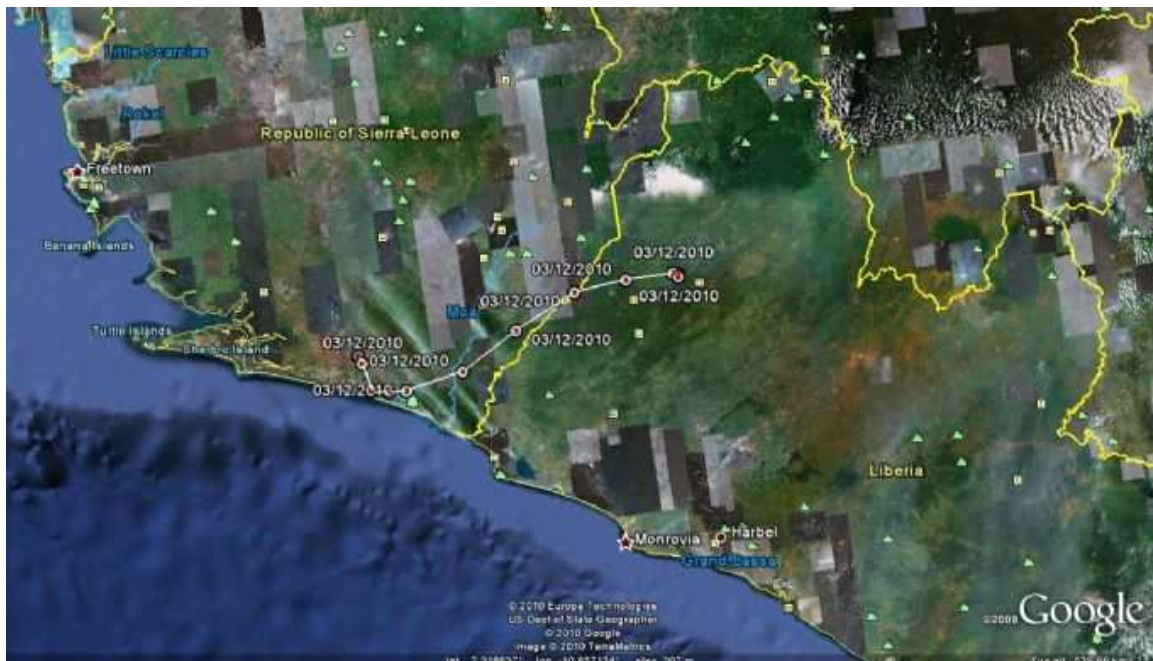 Little Scarcies
Rokel
Republic of Sierra Leone
Freetown
Banana Islands
03/12/2010
03/12/2010
03/12/2010
03/12/2010
Moa
03/12/2010
Turtle Islands
03/12/2010
Sherbro Island
03/12/2010
03/12/2010
03/12/2010
Liberia
Monrovia
Harbel
Grand Bassa
© 2010 Europa Technologies
US Dept of State Geographer
© 2010 Google
Image © 2010 TerraMetrics
©2009 Google